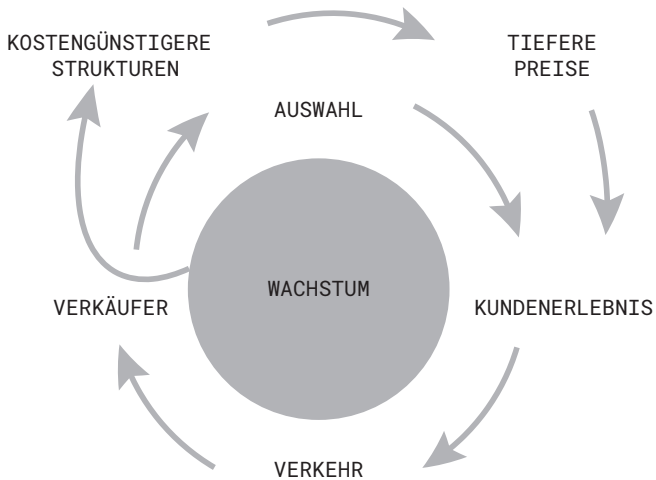 KOSTENGÜNSTIGERE
STRUKTUREN
TIEFERE
PREISE
AUSWAHL
WACHSTUM
VERKÄUFER
KUNDENERLEBNIS
VERKEHR